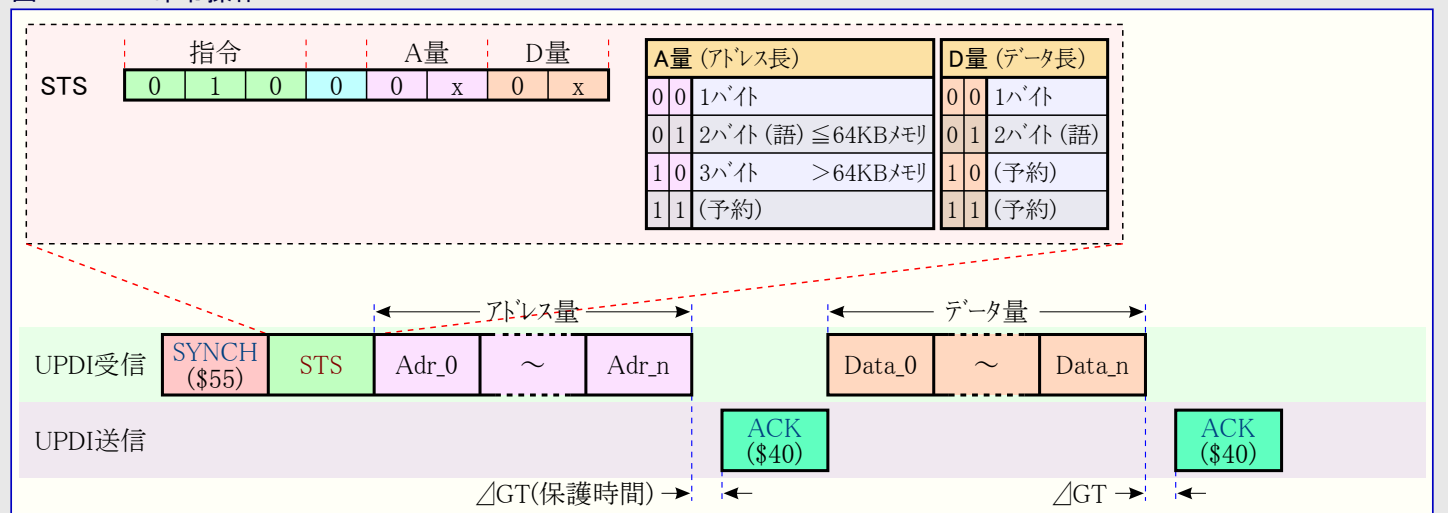 指令 A量 D量
STS 0 1 0 0 0 x 0 x
A量 (アドレス長)
0 0 1バイト
0 1 2バイト (語) ≦64KBメモリ
1 0 3バイト >64KBメモリ
1 1 (予約)
D量 (データ長)
0 0 1バイト
0 1 2バイト (語)
1 0 (予約)
1 1 (予約)
アドレス量 データ量
UPDI受信 SYNCH ($55) STS Adr_0 ~ Adr_n Data_0 ~ Data_n
UPDI送信 ACK ($40) ACK ($40)
⊿GT(保護時間) ⊿GT